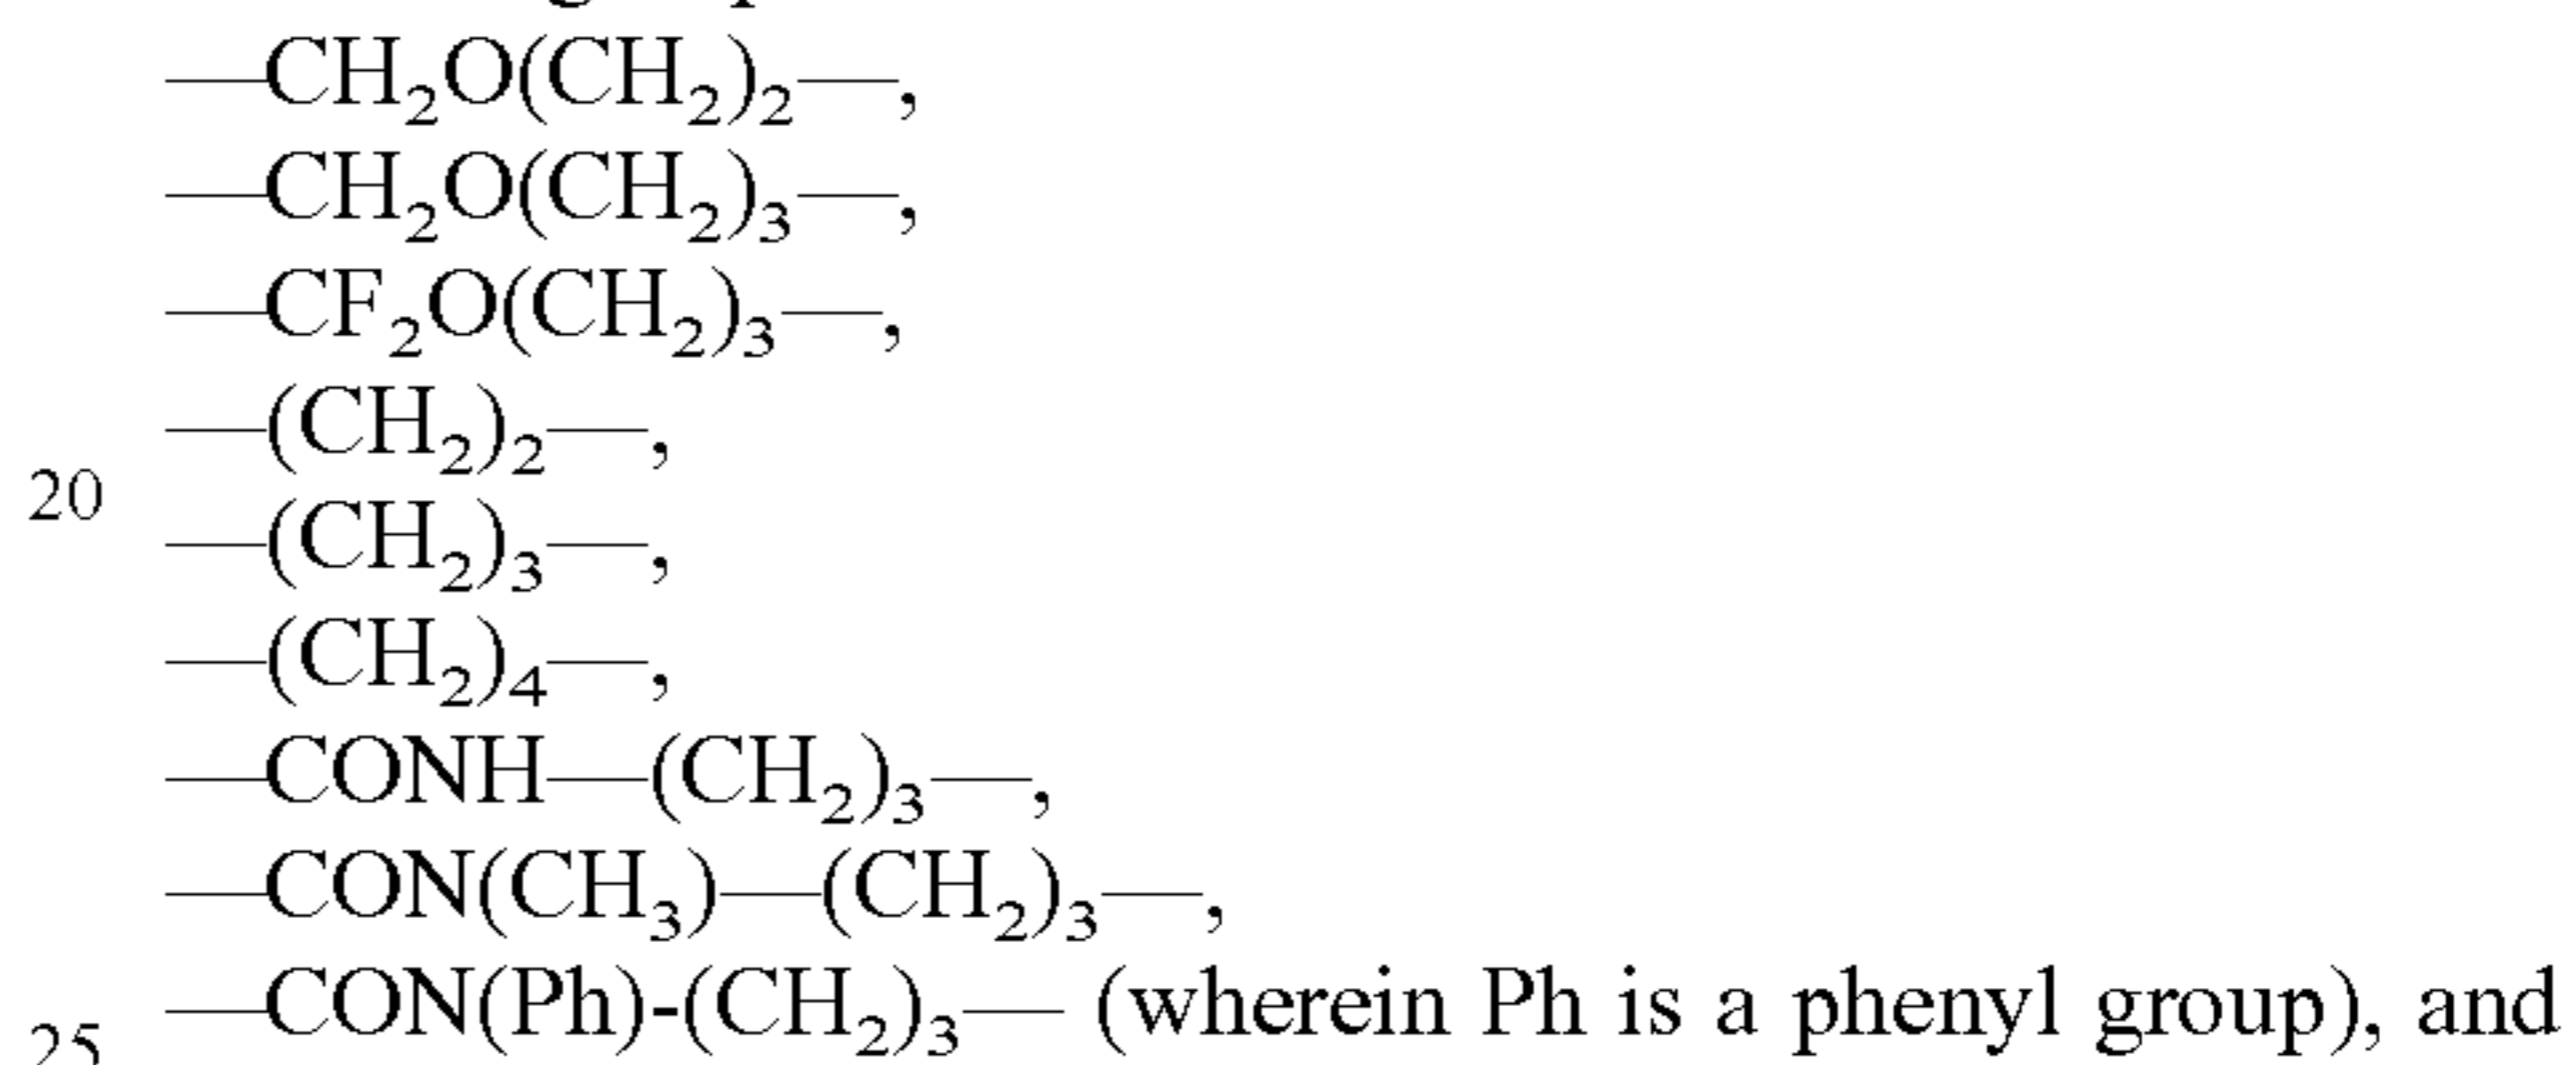 —CH₂O(CH₂)₂—,
—CH₂O(CH₂)₃—,
—CF₂O(CH₂)₃—,
—(CH₂)₂—,
20
—(CH₂)₃—,
—(CH₂)₄—,
—CONH—(CH₂)₃—,
—CON(CH₃)—(CH₂)₃—,
—CON(Ph)-(CH₂)₃— (wherein Ph is a phenyl group), and
25